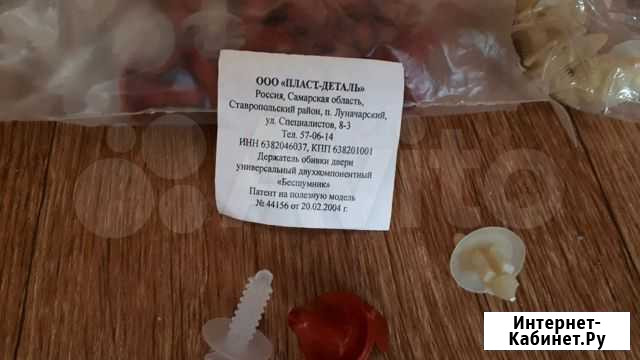 ООО «ПЛАСТ-ДЕТАЛЬ»
Россия, Самарская область,
Ставропольский район, п. Луначарский,
ул. Специалистов, 8-3
Тел. 57-06-14
ИНН 6382046037, КПП 638201001
Держатель обивки двери
универсальный двухкомпонентный
«Бесшумник»
Патент на полезную модель
№ 44156 от 20.02.2004 г.
Avito
Интернет-
Кабинет.Ру